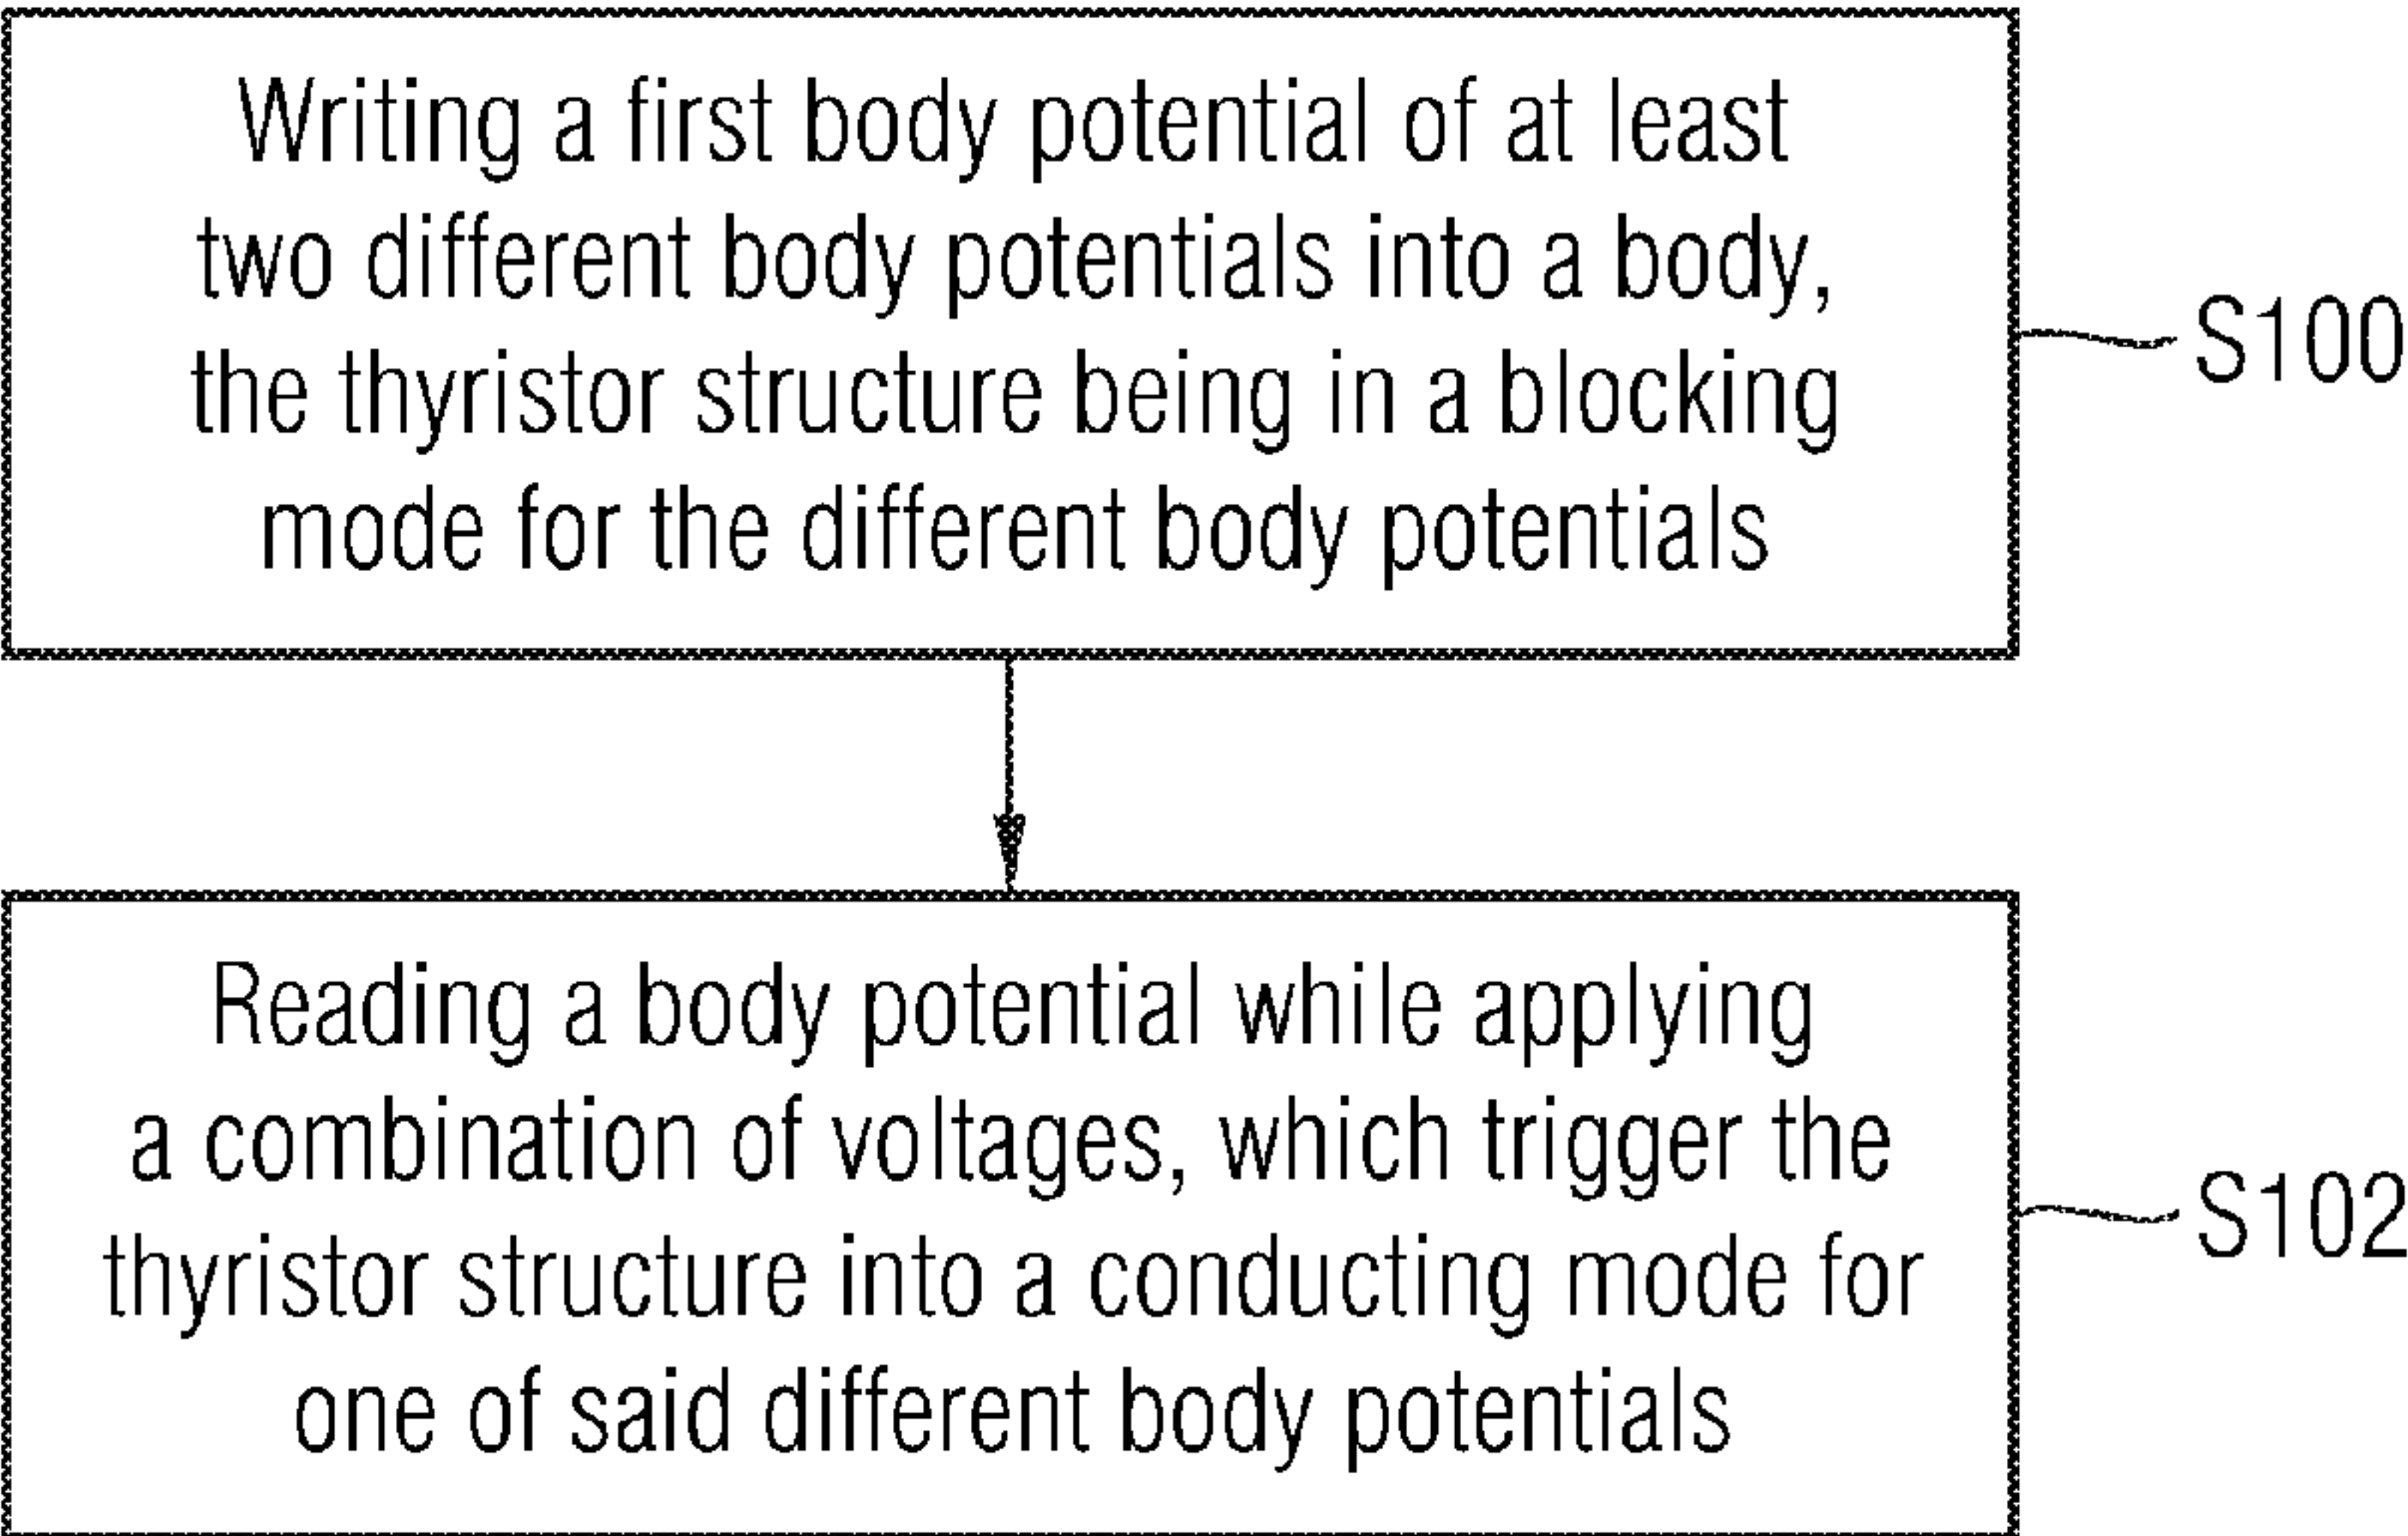 Writing a first body potential of at least
two different body potentials into a body,
the thyristor structure being in a blocking
mode for the different body potentials
S100
Reading a body potential while applying
a combination of voltages, which trigger the
thyristor structure into a conducting mode for
one of said different body potentials
S102